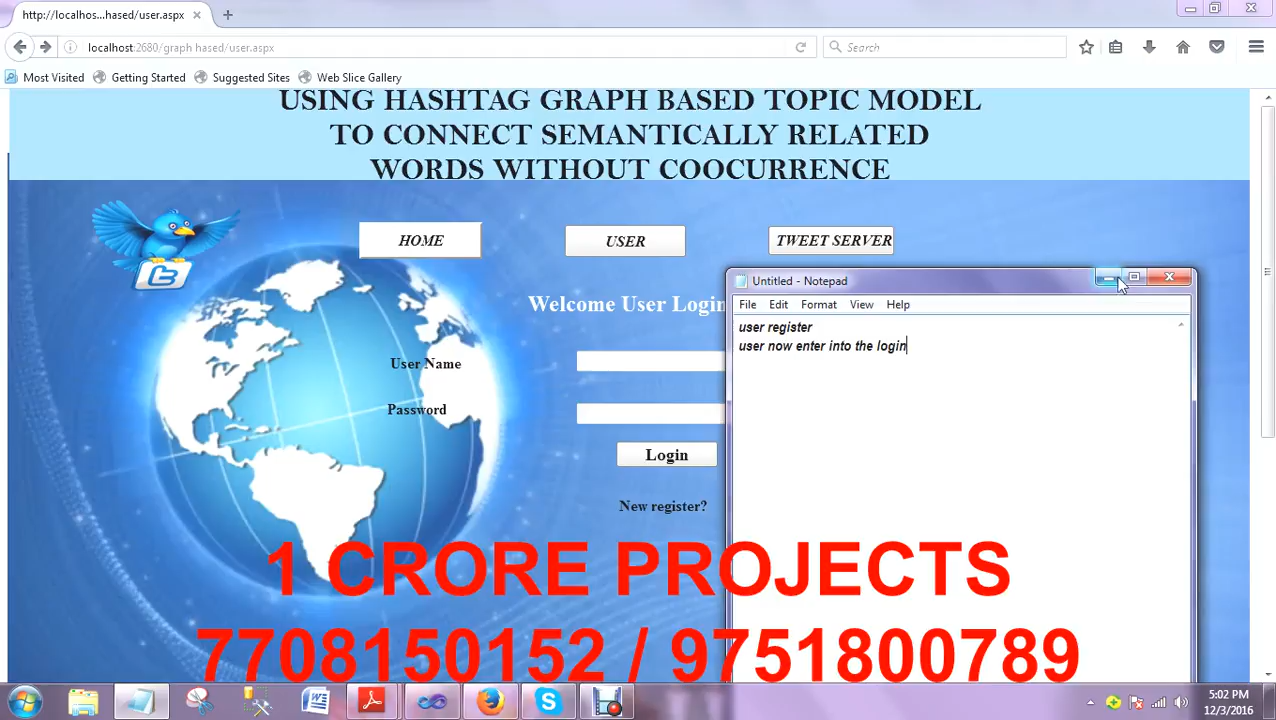 http://localhos...hased/user.aspx
localhost:2680/graph hased/user.aspx
Search
Most Visited
Getting Started
Suggested Sites
Web Slice Gallery
USING HASHTAG GRAPH BASED TOPIC MODEL
TO CONNECT SEMANTICALLY RELATED
WORDS WITHOUT COOCURRENCE
HOME
USER
TWEET SERVER
Welcome User Login
User Name
Password
Login
New register?
Untitled - Notepad
File Edit Format View Help
user register
user now enter into the login
1 CRORE PROJECTS
7708150152 / 9751800789
5:02 PM
12/3/2016